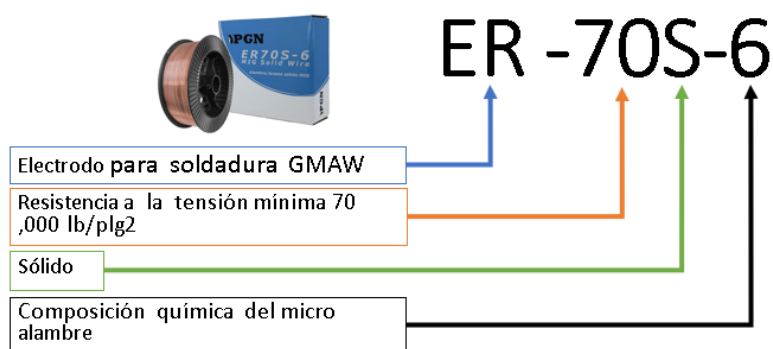 PGN
ER70S-6
MIG Solid Wire
PGN
ER -70S-6
Electrodo para soldadura GMAW
Resistencia a la tensión mínima 70
,000 lb/plg2
Sólido
Composición química del micro
alambre